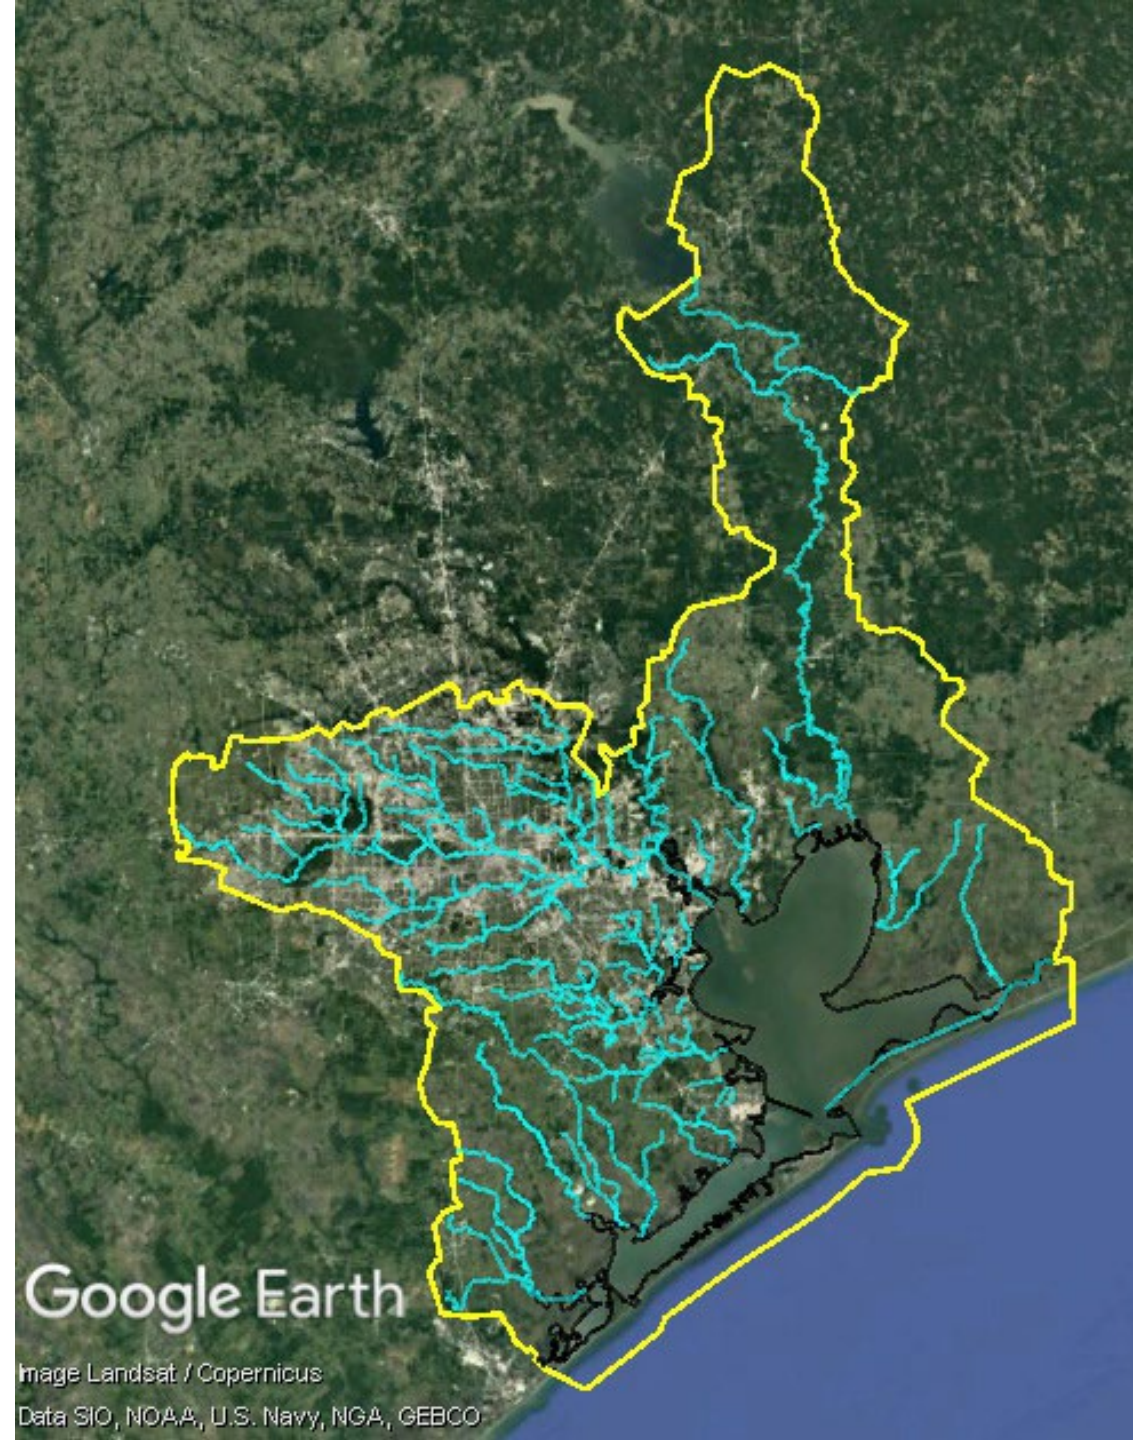 Google Earth
Image Landsat / Copernicus
Data SIO, NOAA, U.S. Navy, NGA, GEBCO